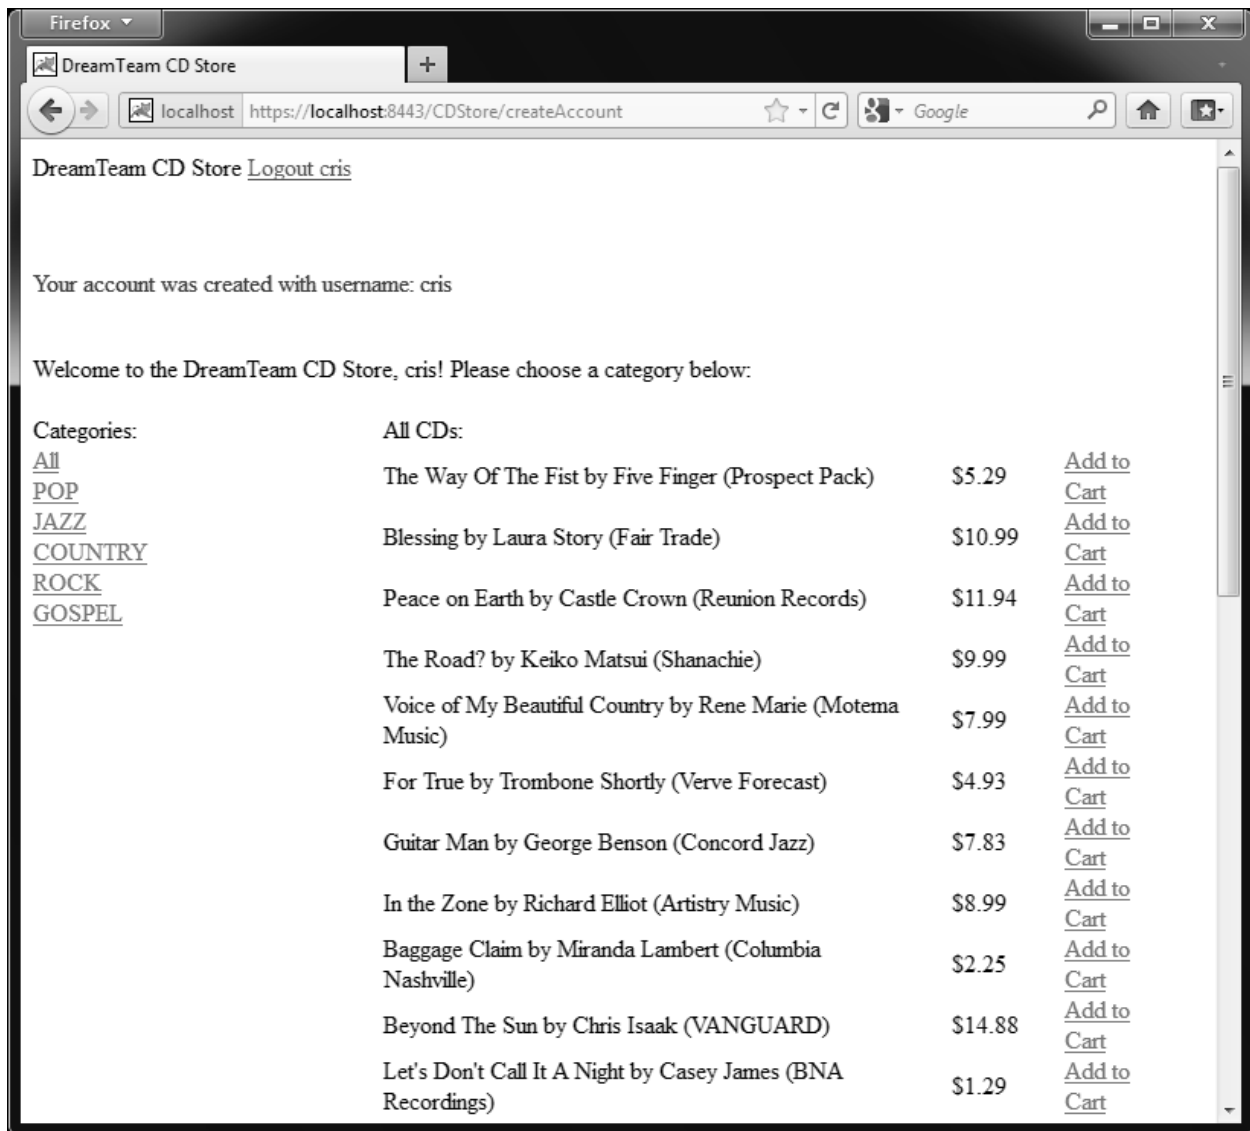 Firefox
DreamTeam CD Store
localhost https://localhost:8443/CDStore/createAccount Google
DreamTeam CD Store Logout cris
Your account was created with username: cris
Welcome to the DreamTeam CD Store, cris! Please choose a category below:
Categories:
All
POP
JAZZ
COUNTRY
ROCK
GOSPEL
All CDs:
The Way Of The Fist by Five Finger (Prospect Pack) $5.29 Add to
Cart
Blessing by Laura Story (Fair Trade) $10.99 Add to
Cart
Peace on Earth by Castle Crown (Reunion Records) $11.94 Add to
Cart
The Road? by Keiko Matsui (Shanachie) $9.99 Add to
Cart
Voice of My Beautiful Country by Rene Marie (Motema
Music) $7.99 Add to
Cart
For True by Trombone Shortly (Verve Forecast) $4.93 Add to
Cart
Guitar Man by George Benson (Concord Jazz) $7.83 Add to
Cart
In the Zone by Richard Elliot (Artistry Music) $8.99 Add to
Cart
Baggage Claim by Miranda Lambert (Columbia
Nashville) $2.25 Add to
Cart
Beyond The Sun by Chris Isaak (VANGUARD) $14.88 Add to
Cart
Let's Don't Call It A Night by Casey James (BNA
Recordings) $1.29 Add to
Cart